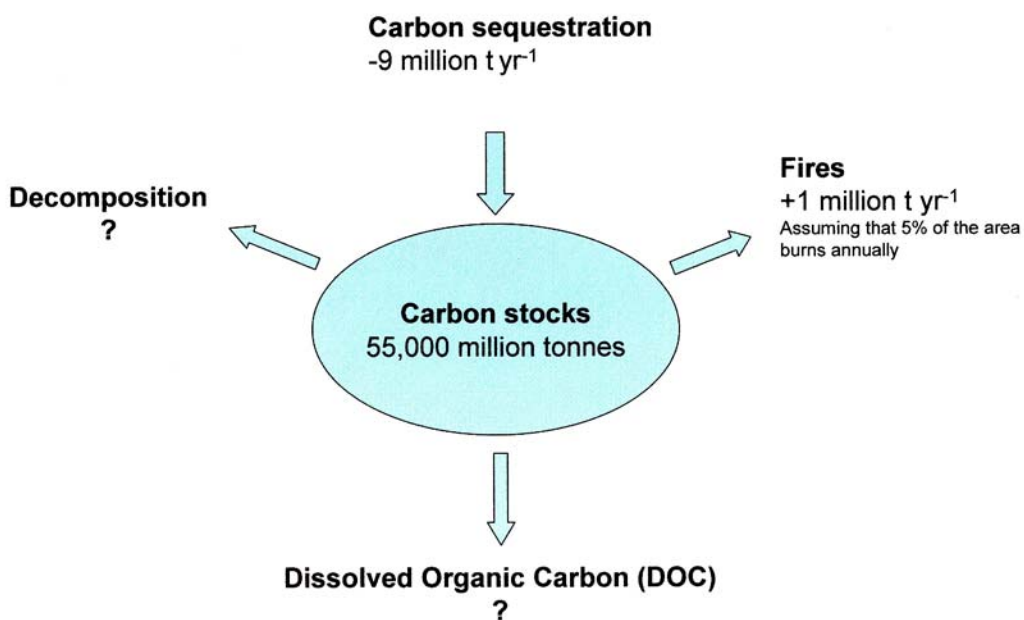 Carbon sequestration
-9 million t yr-1
Decomposition
?
Fires
+1 million t yr-1
Assuming that 5% of the area
burns annually
Carbon stocks
55,000 million tonnes
Dissolved Organic Carbon (DOC)
?